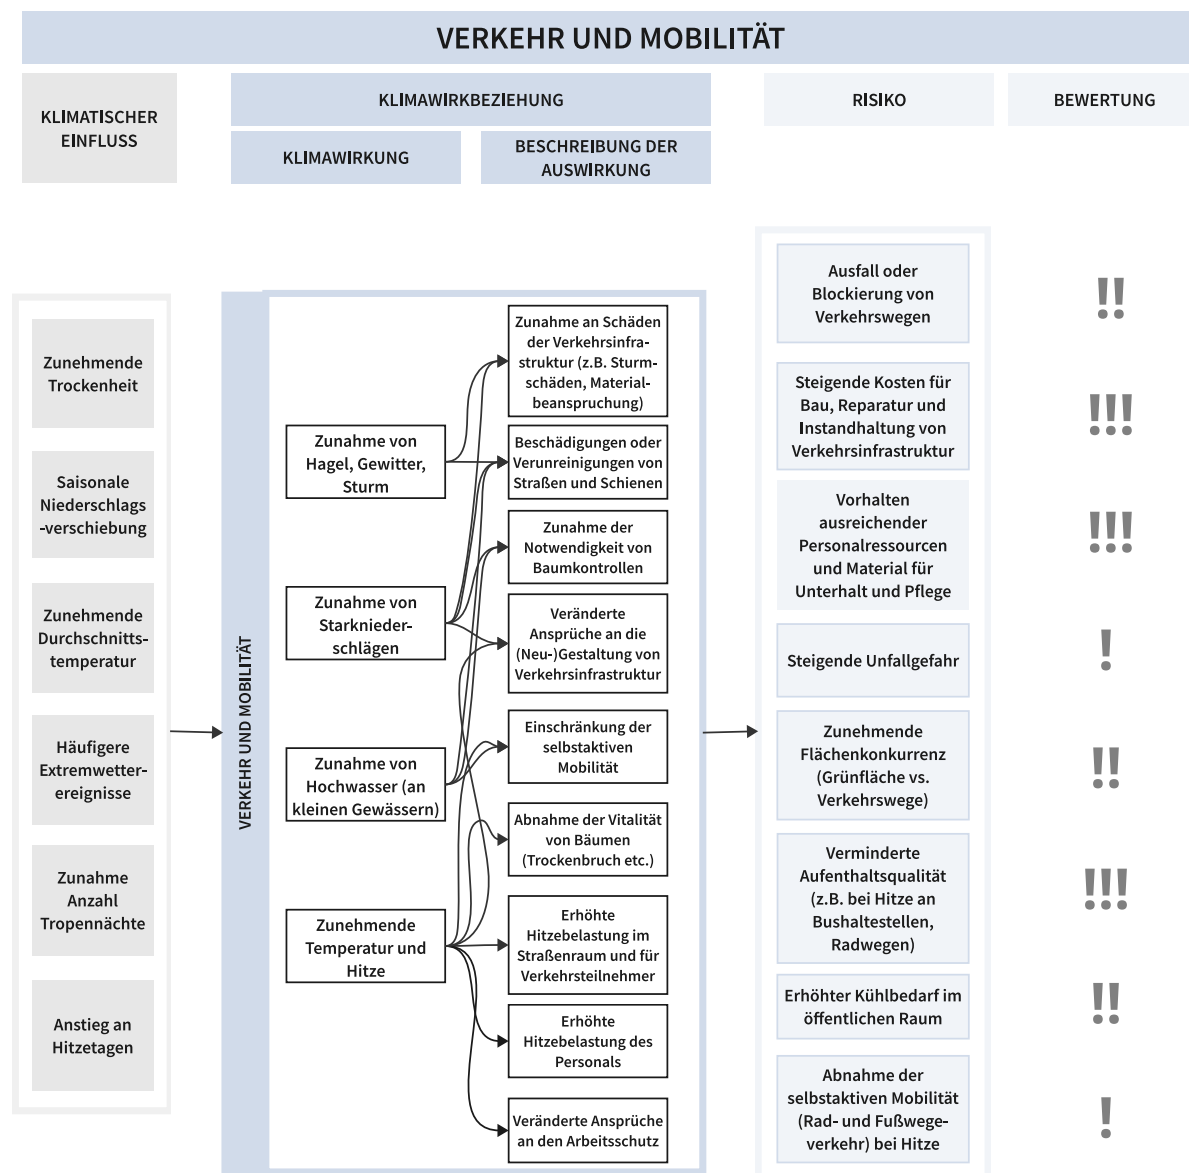 VERKEHR UND MOBILITÄT
KLIMATISCHER
EINFLUSS
KLIMAWIRKBEZIEHUNG
KLIMAWIRKUNG
BESCHREIBUNG DER
AUSWIRKUNG
RISIKO
BEWERTUNG
Zunehmende
Trockenheit
Saisonale
Niederschlags
-verschiebung
Zunehmende
Durchschnitts-
temperatur
Häufigere
Extremwetter-
ereignisse
Zunahme
Anzahl
Tropennächte
Anstieg an
Hitzetagen
VERKEHR UND MOBILITÄT
Zunahme von
Hagel, Gewitter,
Sturm
Zunahme von
Starknieder-
schlägen
Zunahme von
Hochwasser (an
kleinen Gewässern)
Zunehmende
Temperatur und
Hitze
Zunahme an Schäden
der Verkehrsinfra-
struktur (z.B. Sturm-
schäden, Material-
beanspruchung)
Beschädigungen oder
Verunreinigungen von
Straßen und Schienen
Zunahme der
Notwendigkeit von
Baumkontrollen
Veränderte
Ansprüche an die
(Neu-)Gestaltung von
Verkehrsinfrastruktur
Einschränkung der
selbstaktiven
Mobilität
Abnahme der Vitalität
von Bäumen
(Trockenbruch etc.)
Erhöhte
Hitzebelastung im
Straßenraum und für
Verkehrsteilnehmer
Erhöhte
Hitzebelastung des
Personals
Veränderte Ansprüche
an den Arbeitsschutz
Ausfall oder
Blockierung von
Verkehrswegen
!!
Steigende Kosten für
Bau, Reparatur und
Instandhaltung von
Verkehrsinfrastruktur
!!!
Vorhalten
ausreichender
Personalressourcen
und Material für
Unterhalt und Pflege
!!!
Steigende Unfallgefahr
!
Zunehmende
Flächenkonkurrenz
(Grünfläche vs.
Verkehrswege)
!!
Verminderte
Aufenthaltsqualität
(z.B. bei Hitze an
Bushaltestellen,
Radwegen)
!!!
Erhöhter Kühlbedarf im
öffentlichen Raum
!!
Abnahme der
selbstaktiven Mobilität
(Rad- und Fußwege-
verkehr) bei Hitze
!